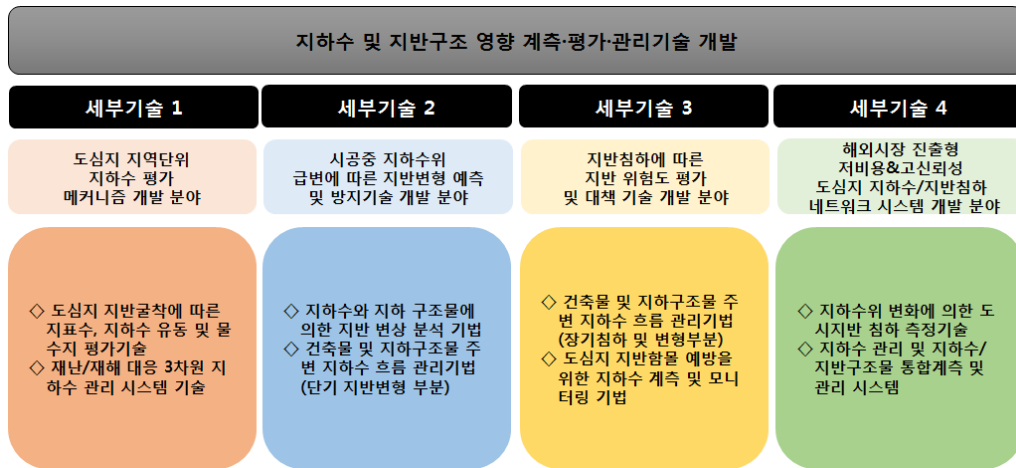 지하수 및 지반구조 영향 계측·평가·관리기술 개발
세부기술 1
도심지 지역단위
지하수 평가
메커니즘 개발 분야
◇ 도심지 지반굴착에 따른
지표수, 지하수 유동 및 물
수지 평가기술
◇ 재난/재해 대응 3차원 지
하수 관리 시스템 기술
세부기술 2
시공중 지하수위
급변에 따른 지반변형 예측
및 방지기술 개발 분야
◇ 지하수와 지하 구조물에
의한 지반 변상 분석 기법
◇ 건축물 및 지하구조물 주
변 지하수 흐름 관리기법
(단기 지반변형 부분)
세부기술 3
지반침하에 따른
지반 위험도 평가
및 대책 기술 개발 분야
◇ 건축물 및 지하구조물 주
변 지하수 흐름 관리기법
(장기침하 및 변형부분)
◇ 도심지 지반함몰 예방을
위한 지하수 계측 및 모니
터링 기법
세부기술 4
해외시장 진출형
저비용&고신뢰성
도심지 지하수/지반침하
네트워크 시스템 개발 분야
◇ 지하수위 변화에 의한 도
시지반 침하 측정기술
◇ 지하수 관리 및 지하수/
지반구조물 통합계측 및
관리 시스템